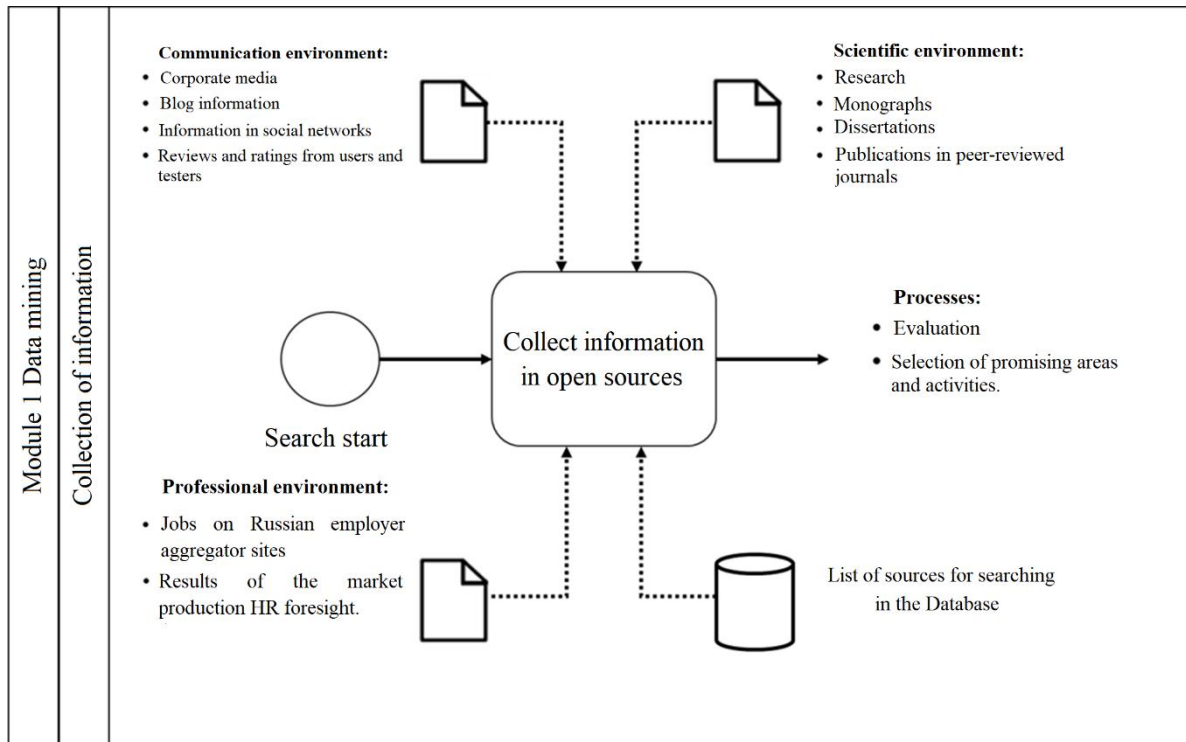 Module 1 Data mining
Collection of information
Communication environment:
• Corporate media
• Blog information
• Information in social networks
• Reviews and ratings from users and
testers
Scientific environment:
• Research
• Monographs
• Dissertations
• Publications in peer-reviewed
journals
Search start
Collect information
in open sources
Processes:
• Evaluation
• Selection of promising areas
and activities.
Professional environment:
• Jobs on Russian employer
aggregator sites
• Results of the market
production HR foresight.
List of sources for searching
in the Database